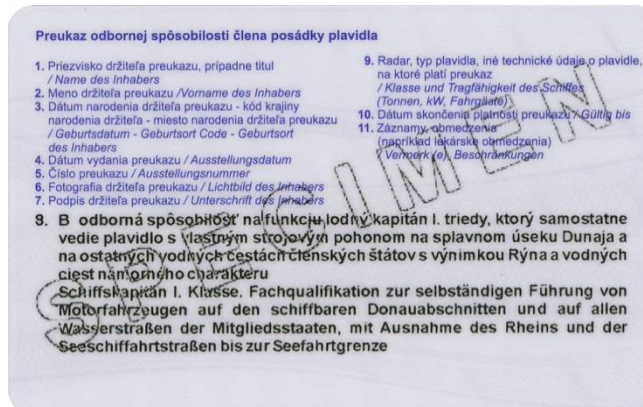 Preukaz odbornej spôsobilosti člena posádky plavidla
1. Priezvisko držiteľa preukazu, prípadne titul
/ Name des Inhabers
2. Meno držiteľa preukazu /Vorname des Inhabers
3. Dátum narodenia držiteľa preukazu - kód krajiny
narodenia držiteľa - miesto narodenia držiteľa preukazu
/ Geburtsdatum - Geburtsort Code - Geburtsort
des Inhabers
4. Dátum vydania preukazu / Ausstellungsdatum
5. Číslo preukazu / Ausstellungsnummer
6. Fotografia držiteľa preukazu / Lichtbild des Inhabers
7. Podpis držiteľa preukazu / Unterschrift des Inhabers
9. Radar, typ plavidla, iné technické údaje o plavidle,
na ktoré platí preukaz
/ Klasse und Tragfähigkeit des Schiffes
(Tonnen, kW, Fahrgäste)
10. Dátum skončenia platnosti preukazu / Gültig bis
11. Záznamy, obmedzenia
(napríklad lekárske obmedzenia)
/ Vermerk (e), Beschränkungen
8. B odborná spôsobilosť na funkciu lodný kapitán I. triedy, ktorý samostatne
vedie plavidlo s vlastným strojovým pohonom na splavnom úseku Dunaja a
na ostatných vodných cestách členských štátov s výnimkou Rýna a vodných
ciest námorného charakteru
Schiffskapitän I. Klasse. Fachqualifikation zur selbständigen Führung von
Motorfahrzeugen auf den schiffbaren Donauabschnitten und auf allen
Wasserstraßen der Mitgliedsstaaten, mit Ausnahme des Rheins und der
Seeschiffahrtstraßen bis zur Seefahrtgrenze
SPECIMEN